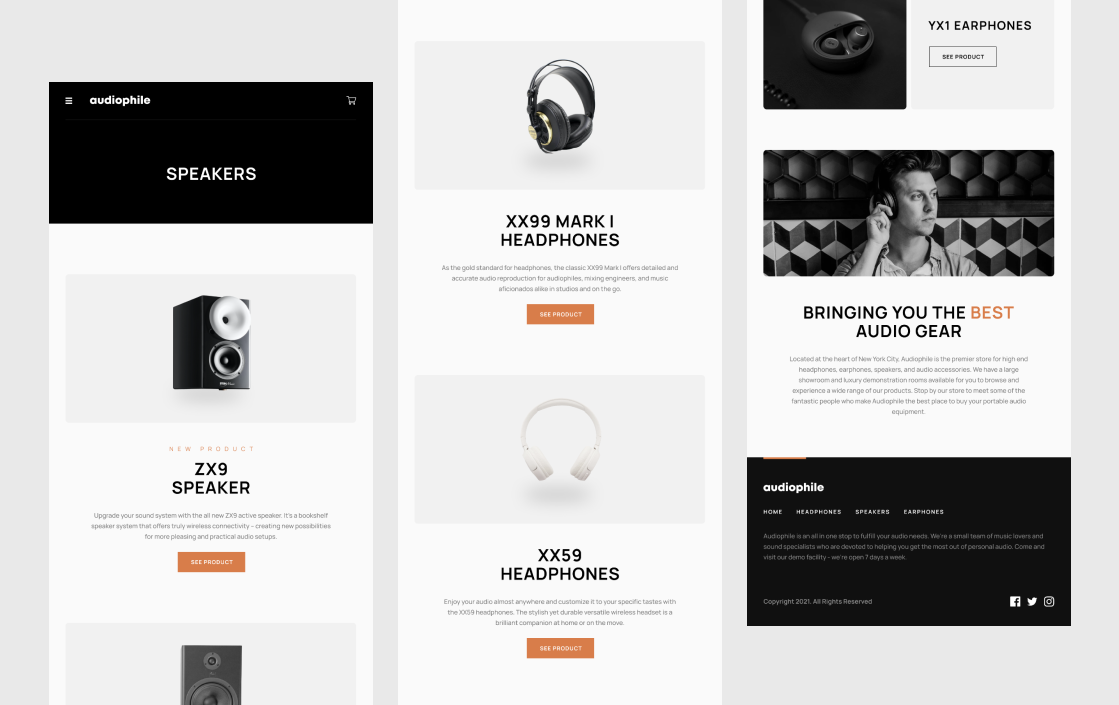 audiophile
SPEAKERS
NEW PRODUCT
ZX9
SPEAKER
Upgrade your sound system with the all new ZX9 active speaker. It's a bookshelf
speaker system that offers truly wireless connectivity – creating new possibilities
for more pleasing and practical audio setups.
SEE PRODUCT
XX99 MARK I
HEADPHONES
As the gold standard for headphones, the classic XX99 Mark I offers detailed and
accurate audio reproduction for audiophiles, mixing engineers, and music
aficionados alike in studios and on the go.
SEE PRODUCT
XX59
HEADPHONES
Enjoy your audio almost anywhere and customize it to your specific tastes with
the XX59 headphones. The stylish yet durable versatile wireless headset is a
brilliant companion at home or on the move.
SEE PRODUCT
YX1 EARPHONES
SEE PRODUCT
BRINGING YOU THE BEST
AUDIO GEAR
Located at the heart of New York City, Audiophile is the premier store for high end
headphones, earphones, speakers, and audio accessories. We have a large
showroom and luxury demonstration rooms available for you to browse and
experience a wide range of our products. Stop by our store to meet some of the
fantastic people who make Audiophile the best place to buy your portable audio
equipment.
audiophile
HOME HEADPHONES SPEAKERS EARPHONES
Audiophile is an all in one stop to fulfill your audio needs. We're a small team of music lovers and
sound specialists who are devoted to helping you get the most out of personal audio. Come and
visit our demo facility - we're open 7 days a week.
Copyright 2021. All Rights Reserved